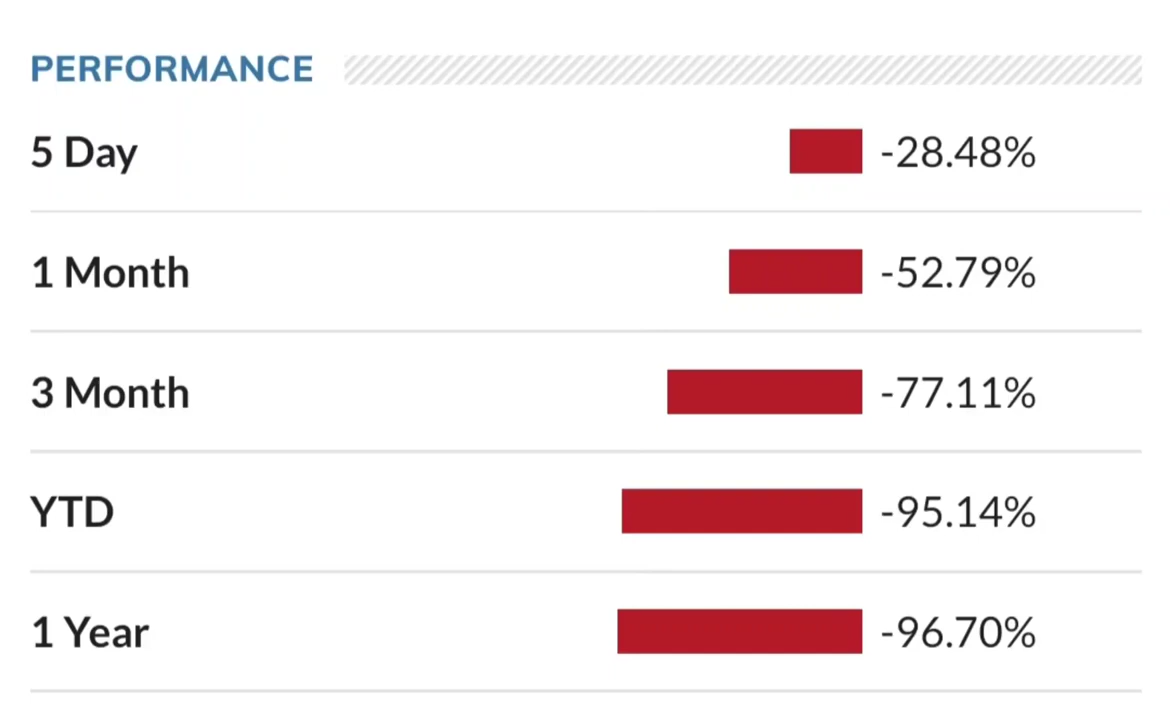 PERFORMANCE
5 Day -28.48%
1 Month -52.79%
3 Month -77.11%
YTD -95.14%
1 Year -96.70%